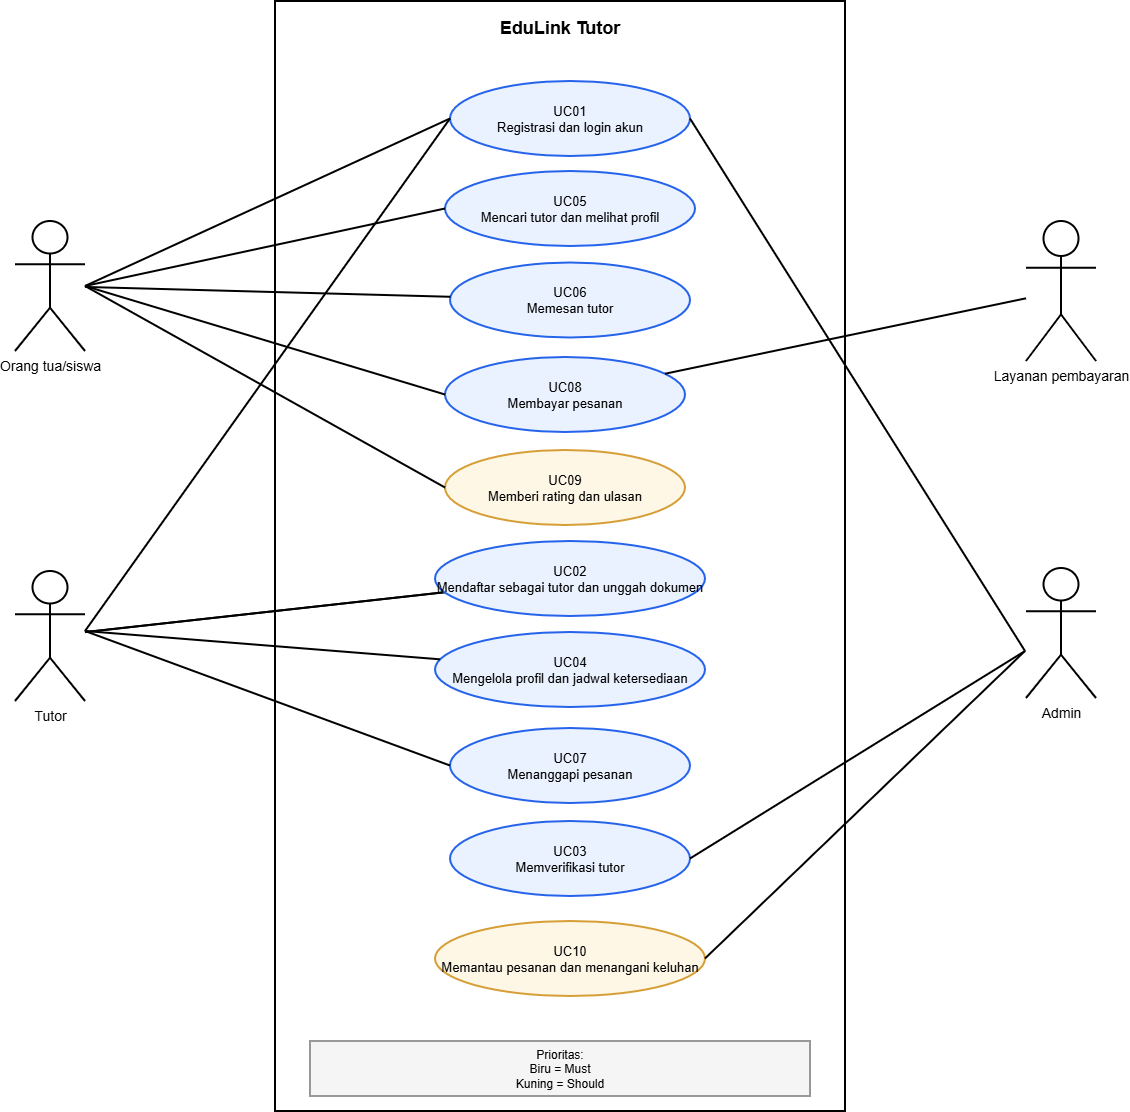 EduLink Tutor
UC01
Registrasi dan login akun
UC05
Mencari tutor dan melihat profil
UC06
Memesan tutor
Orang tua/siswa
Layanan pembayaran
UC08
Membayar pesanan
UC09
Memberi rating dan ulasan
UC02
Mendaftar sebagai tutor dan unggah dokumen
UC04
Mengelola profil dan jadwal ketersediaan
Tutor
Admin
UC07
Menanggapi pesanan
UC03
Memverifikasi tutor
UC10
Memantau pesanan dan menangani keluhan
Prioritas:
Biru = Must
Kuning = Should